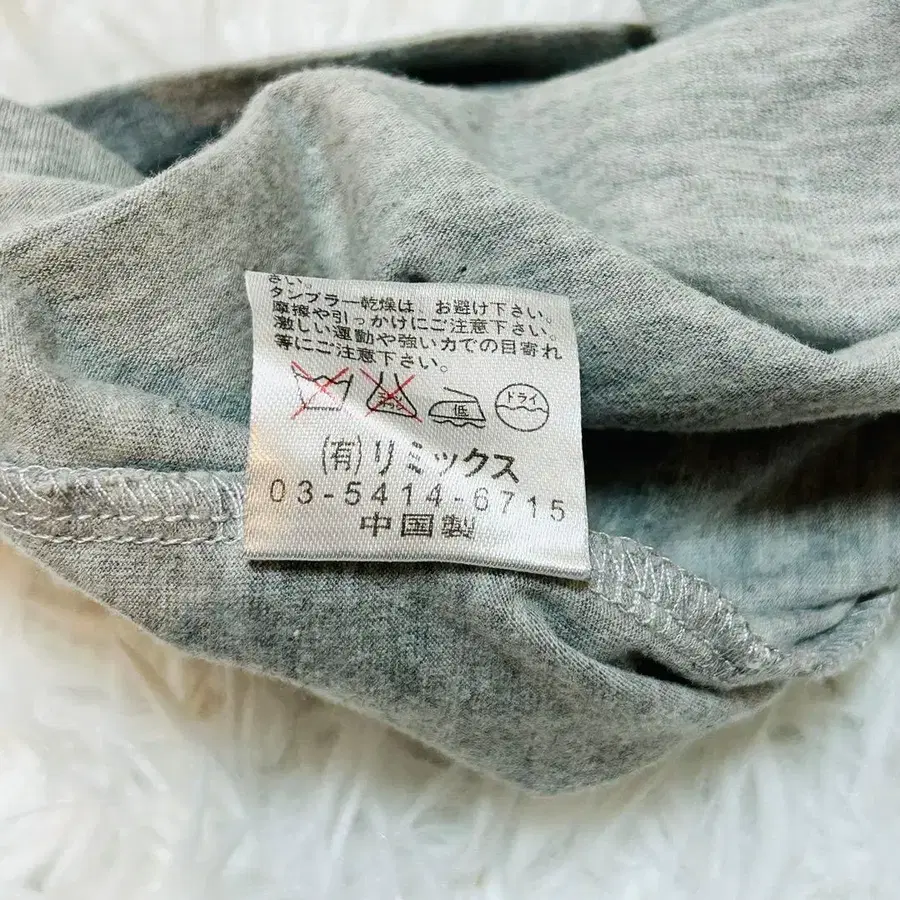 さい。
タンブラー乾燥は、お避け下さい。
摩擦や引っかけにご注意下さい。
激しい運動や強い力での目寄れ
等にご注意下さい。
低 ドライ
(有)リミックス
03-5414-6715
中国製